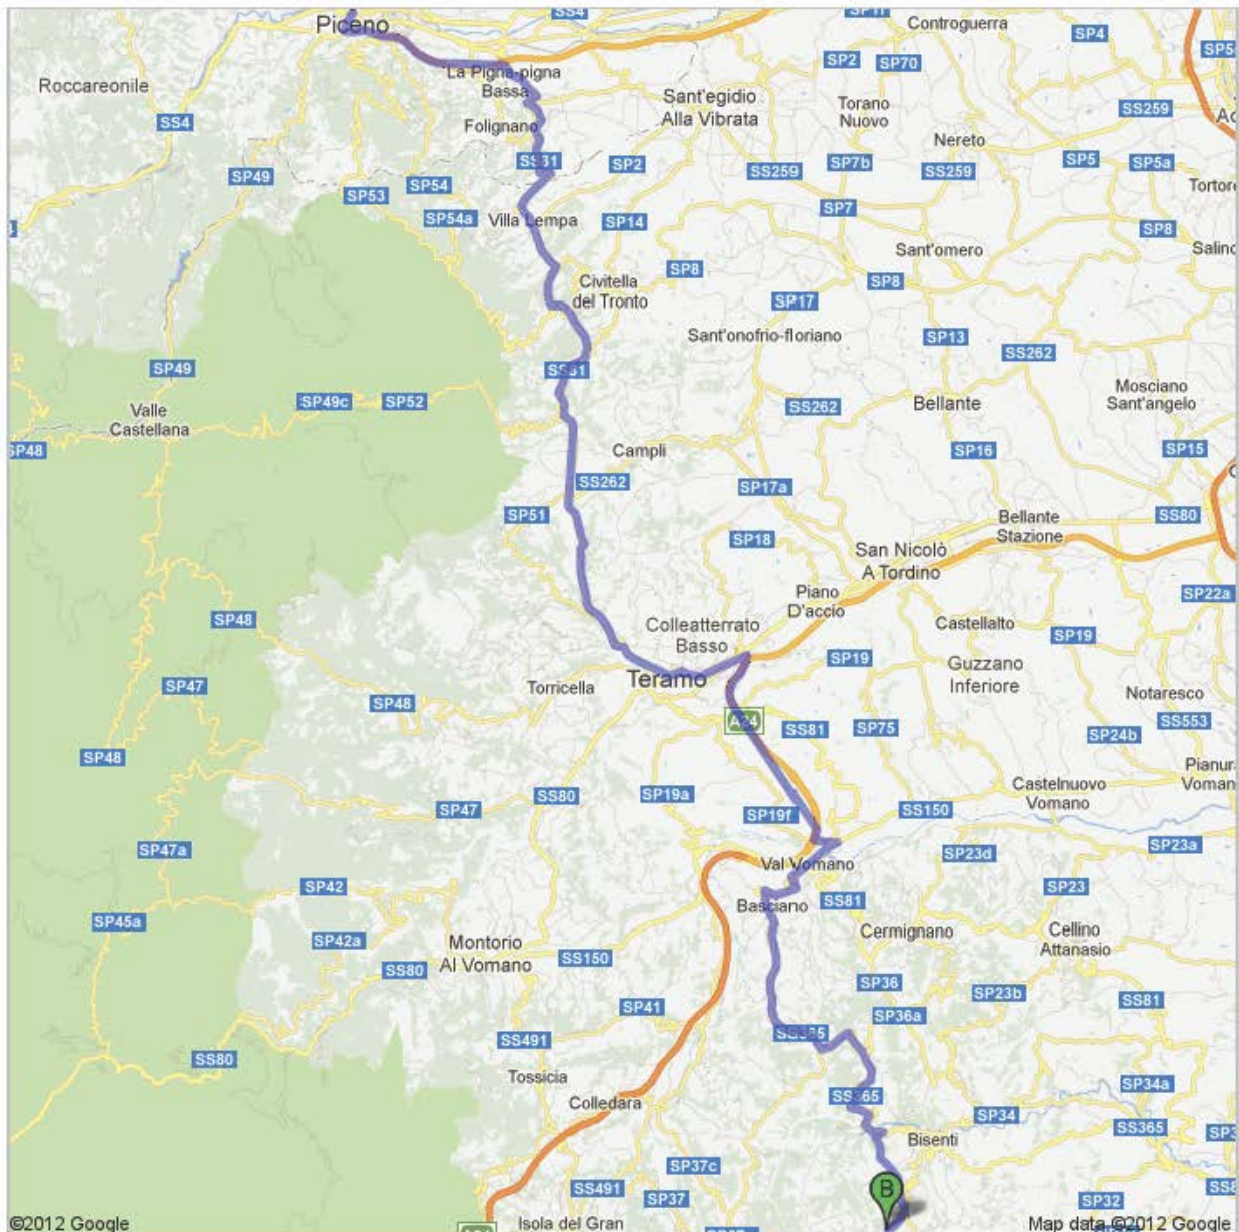 Piceno
SS4
SP11
Controguerra
SP4
Roccareonile
La Pigna-pigna
Bassa
SP2
SP70
Sant'egidio
Alla Vibrata
Torano
Nuovo
SS259
SS4
Folignano
Nereto
SP49
SS81
SP2
SS259
SP7b
SS259
SP5
SP5a
SP53
SP54
SP54a
Villa Lempa
SP14
SP7
SP8
Sant'omero
Civitella
del Tronto
SP8
SP17
SP8
Sant'onofrio-floriano
SP13
SS262
SP49
SS81
Valle
Castellana
SP49c
SP52
SS262
Bellante
Mosciano
Sant'angelo
SP48
Campli
SP16
SP15
SS262
SP17a
SP51
Bellante
Stazione
SS80
SP18
San Nicolò
A Tordino
Piano
D'accio
SP22a
SP48
Colleatterrato
Basso
Castellalto
SP19
Teramo
SP19
Guzzano
Inferiore
SP47
Torricella
Notaresco
SP48
A24
SS81
SP75
SS553
SP24b
SP48
Castelnuovo
Vomano
SP47
SS80
SP19a
SP19f
SS150
SP47a
Val Vomano
SP23d
SP23a
SP42
SP23
SP45a
Basciano
SS81
Cermignano
Cellino
Attanasio
SP42a
Montorio
Al Vomano
SS150
SS80
SP36
SP23b
SS81
SP41
SP36a
SS491
SS365
SS80
Tossicia
SS365
SP34a
Colledara
SP34
SS365
Bisenti
SP37c
B
SS491
SP37
SP32
©2012 Google
Isola del Gran
Map data ©2012 Google